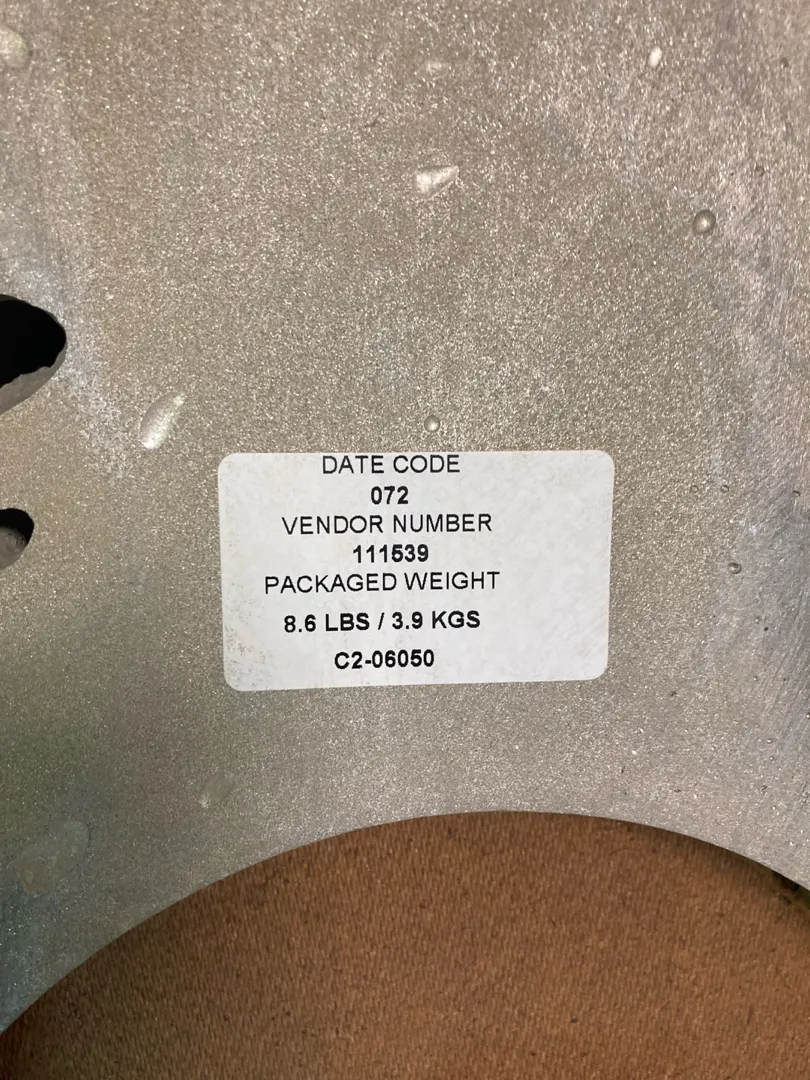 DATE CODE
072
VENDOR NUMBER
111539
PACKAGED WEIGHT
8.6 LBS / 3.9 KGS
C2-06050